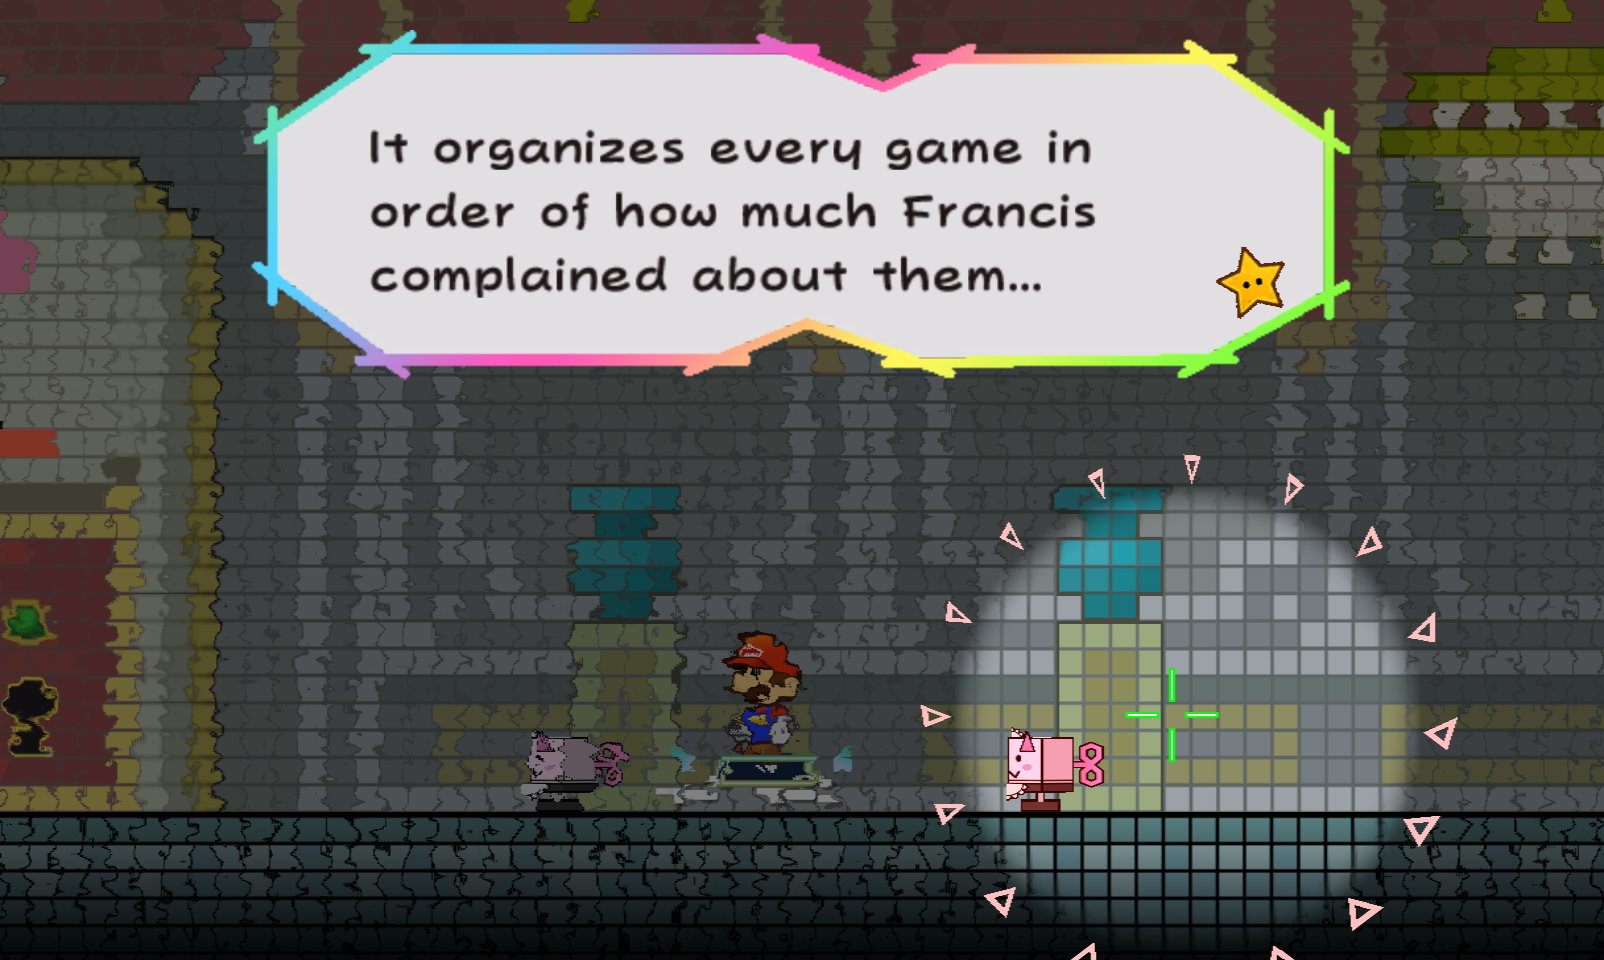 It organizes every game in
order of how much Francis
complained about them...